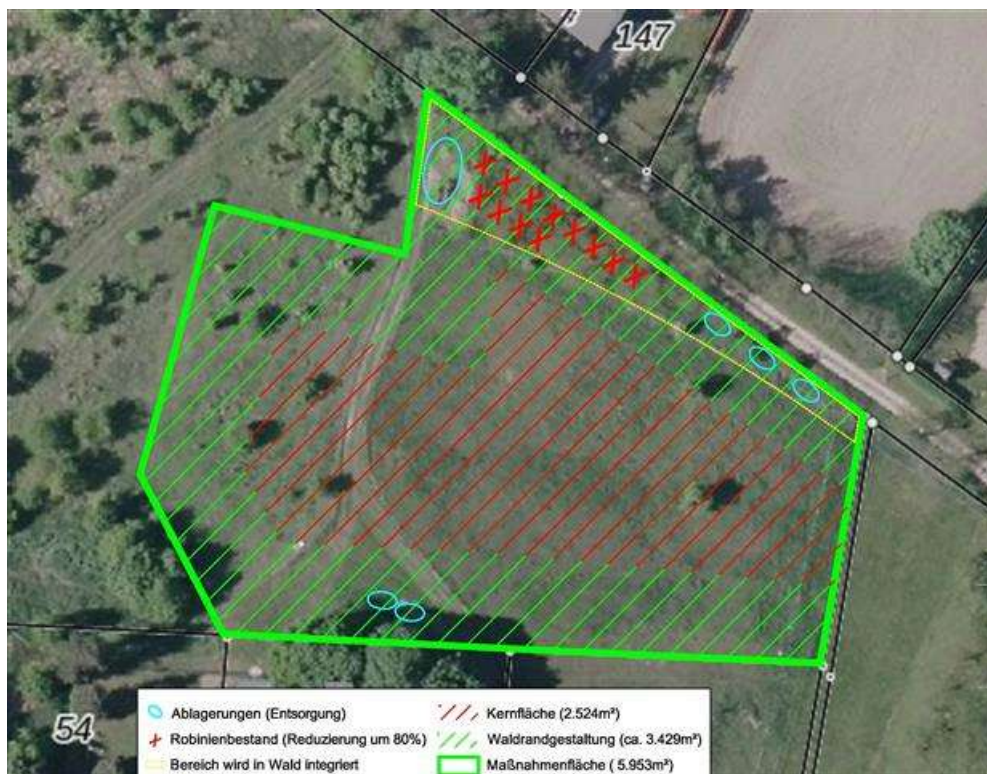 147
54
Ablagerungen (Entsorgung)
Robinienbestand (Reduzierung um 80%)
Bereich wird in Wald integriert
Kernfläche (2.524m²)
Waldrandgestaltung (ca. 3.429m²)
Maßnahmenfläche ( 5.953m²)